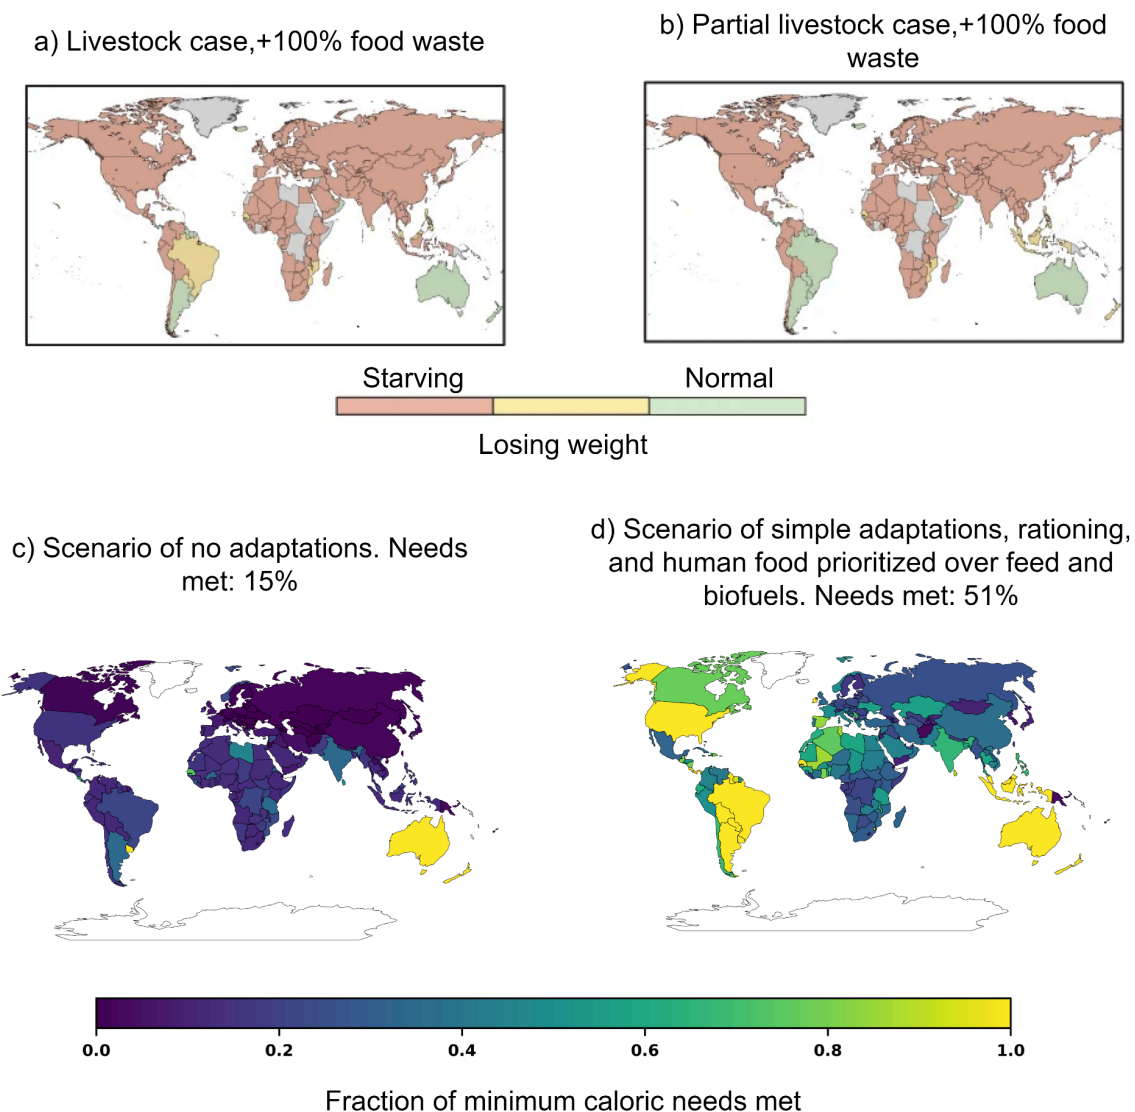 a) Livestock case,+100% food waste
b) Partial livestock case,+100% food
waste
Starving
Normal
Losing weight
c) Scenario of no adaptations. Needs
met: 15%
d) Scenario of simple adaptations, rationing,
and human food prioritized over feed and
biofuels. Needs met: 51%
0.0 0.2 0.4 0.6 0.8 1.0
Fraction of minimum caloric needs met